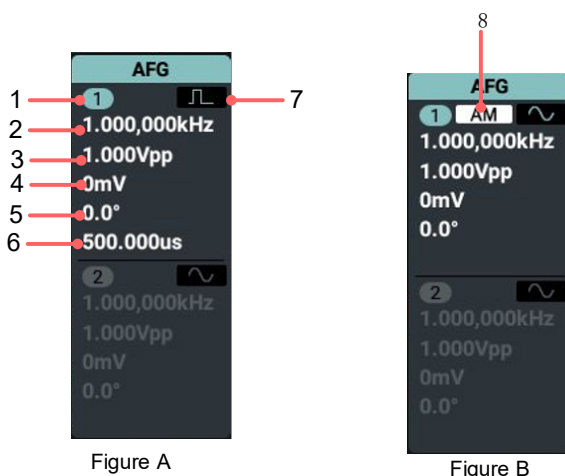 8
AFG
1
1
7
2
1.000,000kHz
3
1.000Vpp
4
0mV
5
0.0°
6
500.000us
2
1.000,000kHz
1.000Vpp
0mV
0.0°
Figure A
AFG
1 AM
1.000,000kHz
1.000Vpp
0mV
0.0°
2
1.000,000kHz
1.000Vpp
0mV
0.0°
Figure B